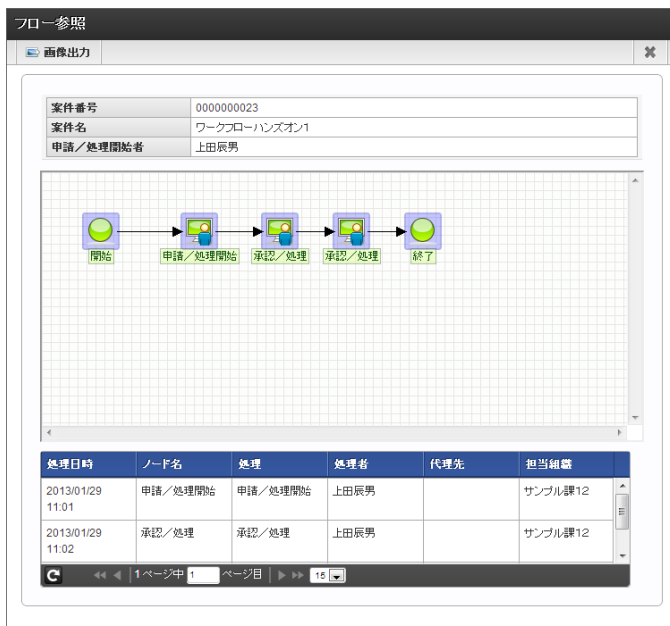 フロー参照
画像出力
案件番号 0000000023
案件名 ワークフローハンズオン1
申請／処理開始者 上田辰男
開始 申請／処理開始 承認／処理 承認／処理 終了
処理日時 ノード名 処理 処理者 代理先 担当組織
2013/01/29 11:01 申請／処理開始 申請／処理開始 上田辰男 サンプル課12
2013/01/29 11:02 承認／処理 承認／処理 上田辰男 サンプル課12
1ページ中 1 ページ目 15